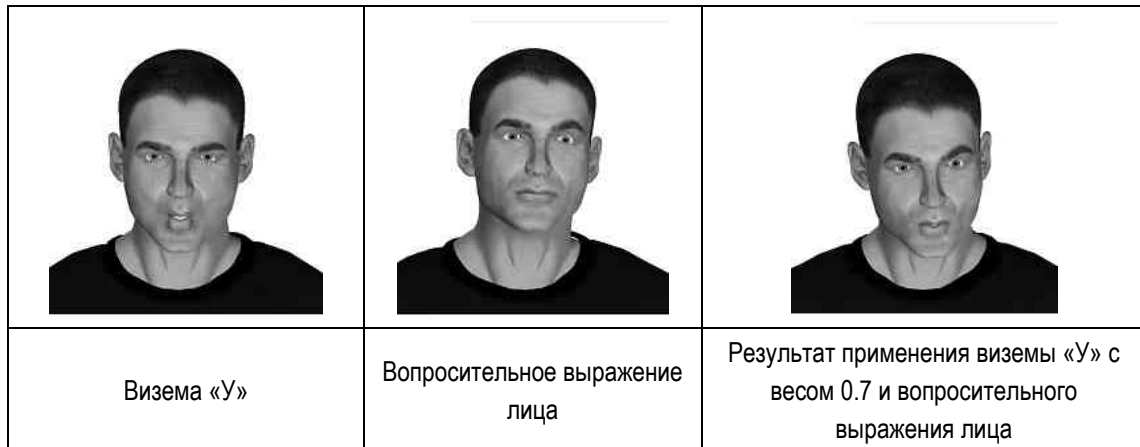 Визема «У»
Вопросительное выражение
лица
Результат применения виземы «У» с
весом 0.7 и вопросительного
выражения лица